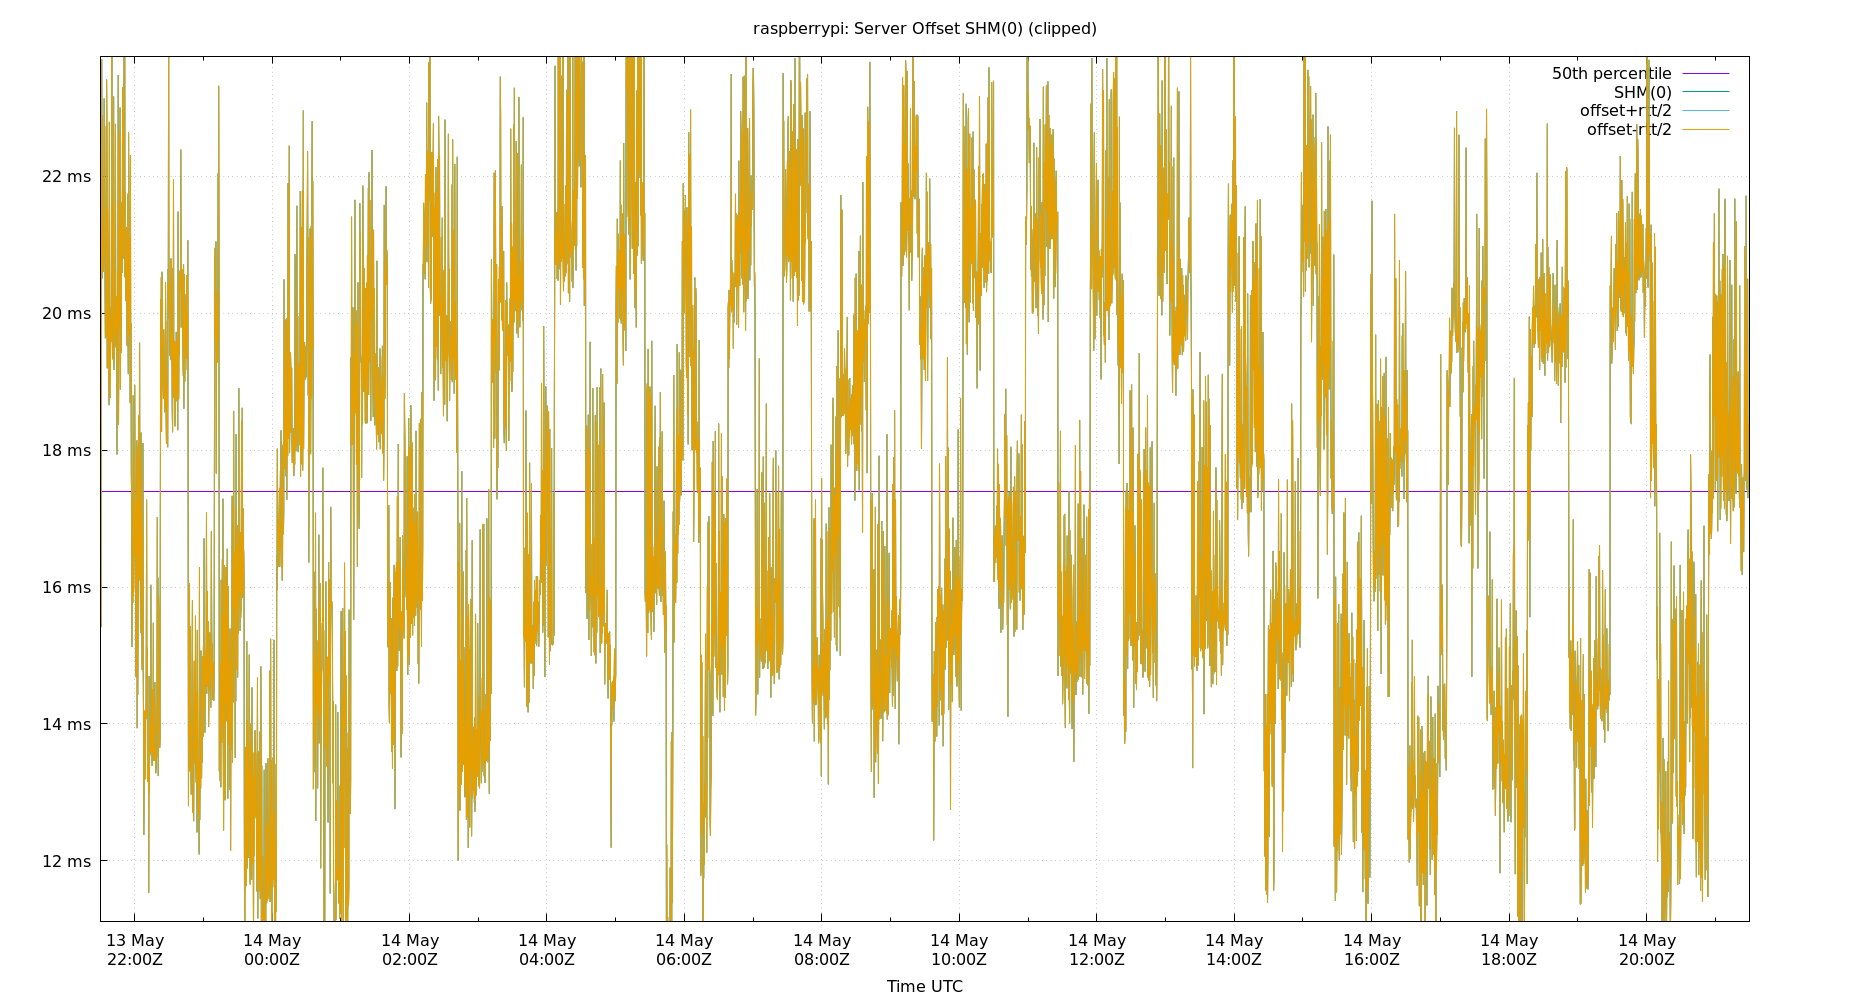 raspberrypi: Server Offset SHM(0) (clipped)
50th percentile
SHM(0)
offset+rtt/2
offset-rtt/2
22 ms
20 ms
18 ms
16 ms
14 ms
12 ms
13 May 14 May 14 May 14 May 14 May 14 May 14 May 14 May 14 May 14 May 14 May 14 May
22:00Z 00:00Z 02:00Z 04:00Z 06:00Z 08:00Z 10:00Z 12:00Z 14:00Z 16:00Z 18:00Z 20:00Z
Time UTC